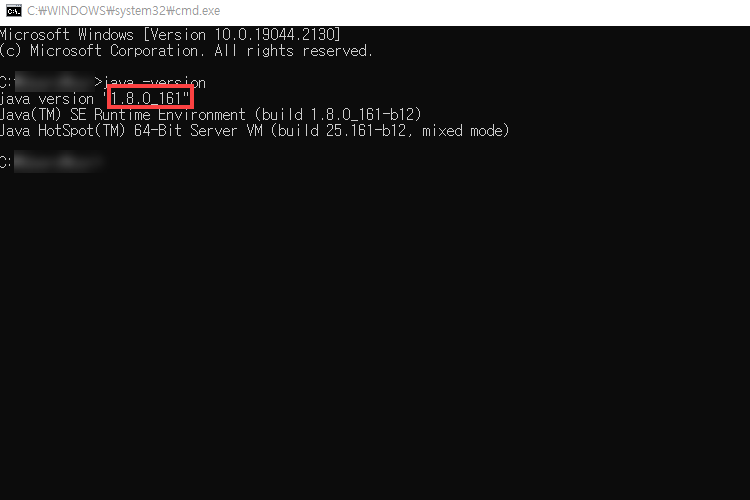 C:₩WINDOWS₩system32₩cmd.exe
Microsoft Windows [Version 10.0.19044.2130]
(c) Microsoft Corporation. All rights reserved.
C: >java -version
java version "1.8.0_161"
Java(TM) SE Runtime Environment (build 1.8.0_161-b12)
Java HotSpot(TM) 64-Bit Server VM (build 25.161-b12, mixed mode)
C: